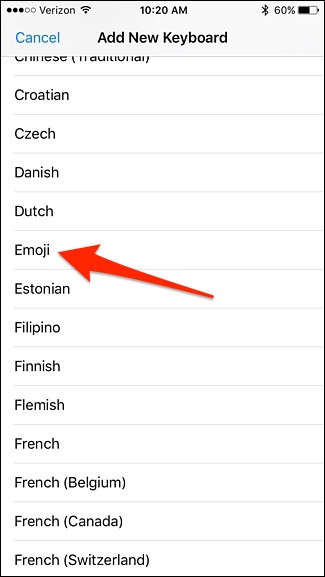 Verizon 10:20 AM 60%
Cancel Add New Keyboard
Chinese (Traditional)
Croatian
Czech
Danish
Dutch
Emoji
Estonian
Filipino
Finnish
Flemish
French
French (Belgium)
French (Canada)
French (Switzerland)